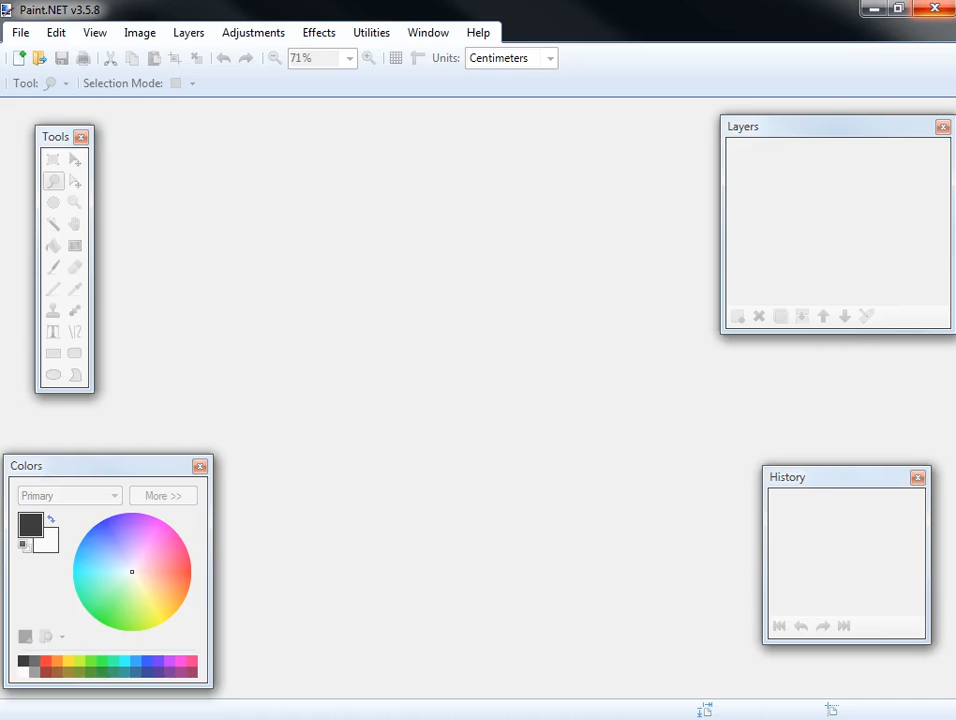 Paint.NET v3.5.8
File Edit View Image Layers Adjustments Effects Utilities Window Help
71% Units: Centimeters
Tool: Selection Mode:
Tools
Layers
Colors
Primary More >>
History